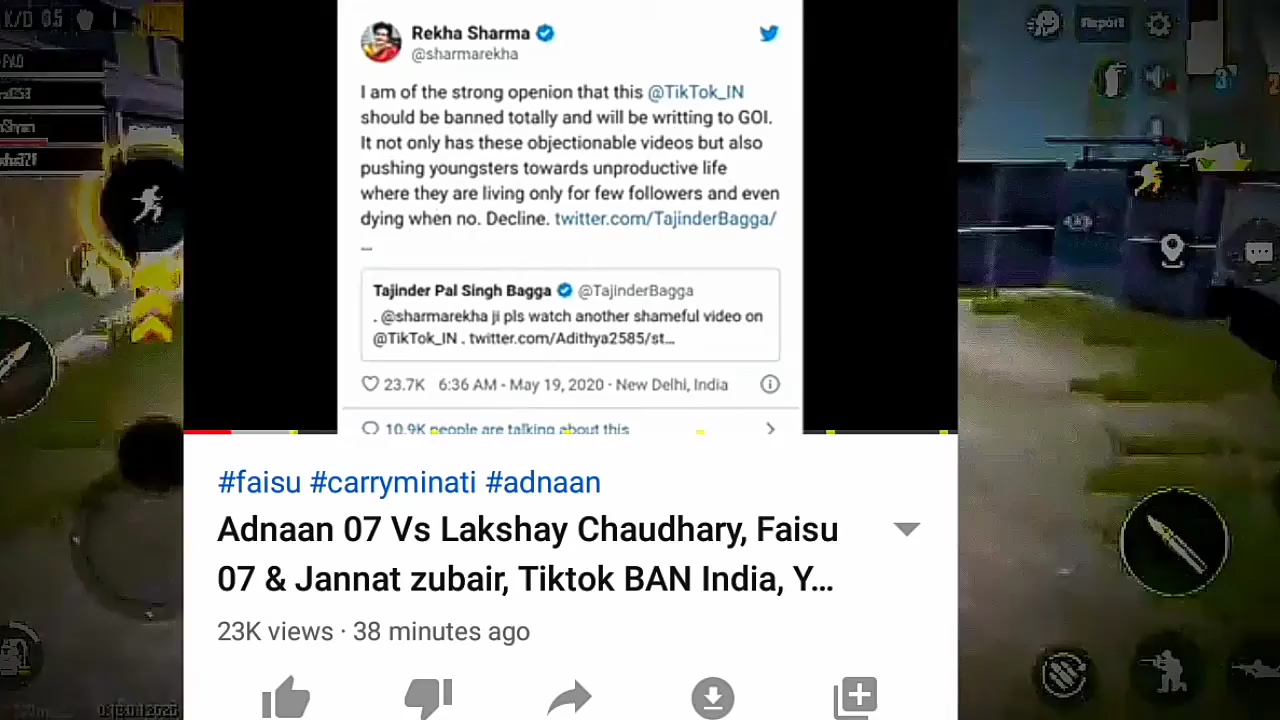 K/D 0.5
Report
Rekha Sharma
@sharmarekha
I am of the strong openion that this @TikTok_IN
should be banned totally and will be writting to GOI.
It not only has these objectionable videos but also
pushing youngsters towards unproductive life
where they are living only for few followers and even
dying when no. Decline. twitter.com/TajinderBagga/
...
Tajinder Pal Singh Bagga @TajinderBagga
. @sharmarekha ji pls watch another shameful video on
@TikTok_IN . twitter.com/Adithya2585/st...
23.7K 6:36 AM - May 19, 2020 · New Delhi, India
10.9K people are talking about this
#faisu #carryminati #adnaan
Adnaan 07 Vs Lakshay Chaudhary, Faisu
07 & Jannat zubair, Tiktok BAN India, Y...
23K views · 38 minutes ago